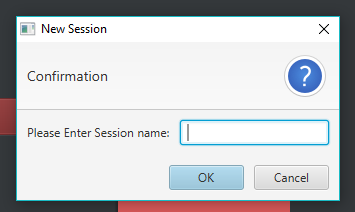 New Session
Confirmation
?
Please Enter Session name:
OK
Cancel